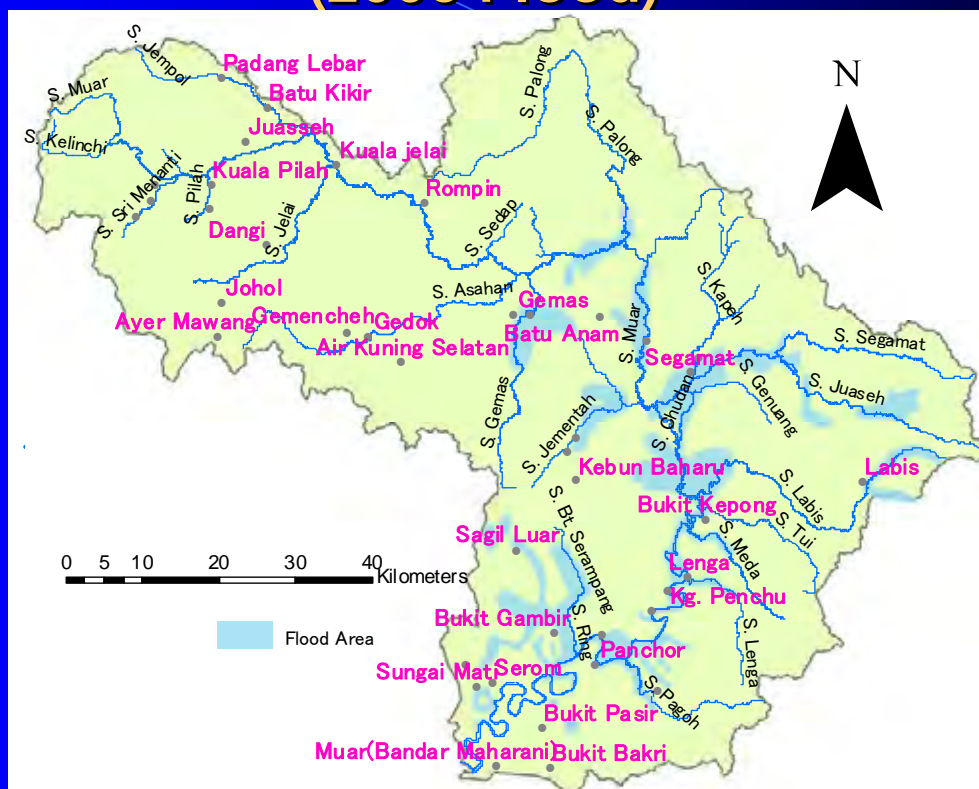 S. Jempol
Padang Lebar
S. Muar
Batu Kikir
S. Kelinchi
Juasseh
Kuala jelai
S. Palong
S. Palong
N
S. Sri Menanti
S. Pilah
Kuala Pilah
Rompin
Dangi
S. Jelai
S. Sedap
S. Kapeh
Johol
S. Asahan
Gemas
Ayer Mawang
Gemencheh
Gedok
Batu Anam
S. Muar
Air Kuning Selatan
Segamat
S. Segamat
S. Gemas
S. Jementah
S. Chudan
S. Genuang
S. Juaseh
Kebun Baharu
Labis
S. Labis
Bukit Kepong
S. Tui
S. Bt. Serampang
Sagil Luar
S. Meda
Lenga
0 5 10 20 30 40
Kilometers
Kg. Penchu
Flood Area
Bukit Gambir
S. Ring
S. Lenga
Panchor
Sungai Mati
Serom
S. Pagoh
Bukit Pasir
Muar(Bandar Maharani)
Bukit Bakri